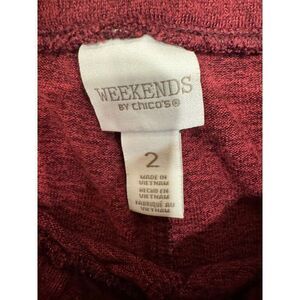 WEEKENDS
BY CHICO'S®
2
MADE IN
VIETNAM
HECHO EN
VIETNAM
FABRIQUÉ AU
VIETNAM